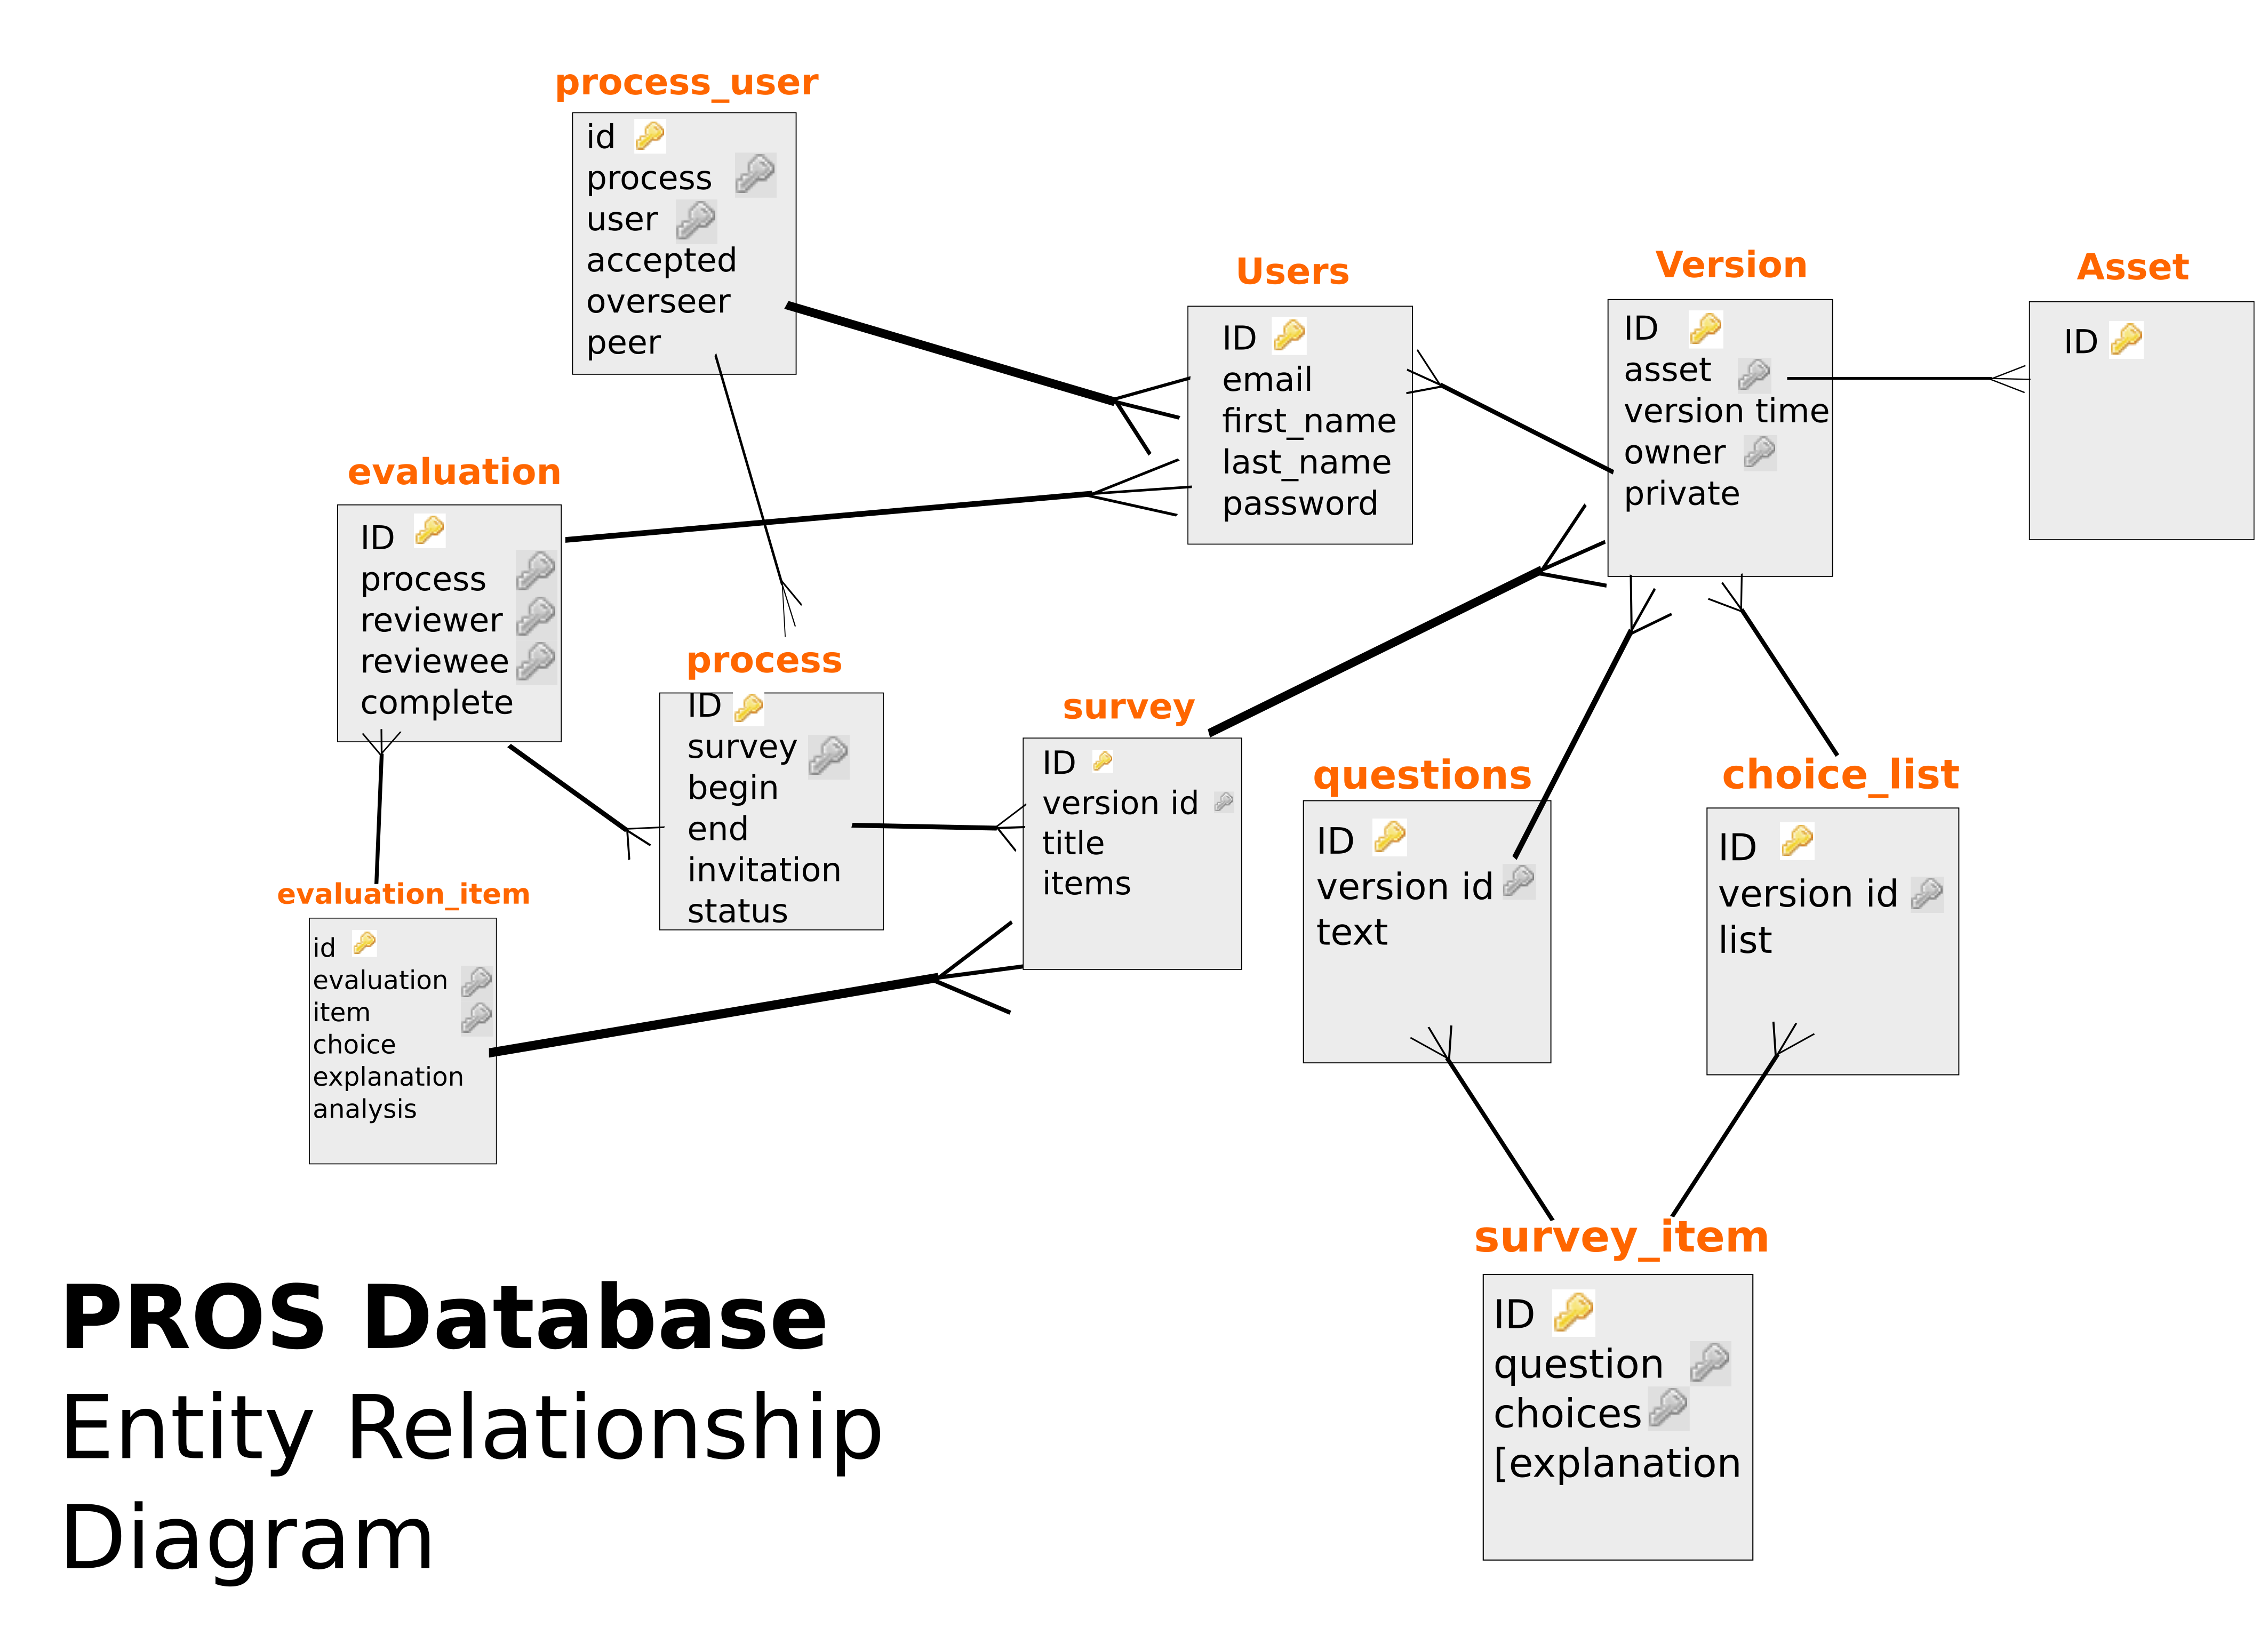 process_user
id
process
user
accepted
overseer
peer
Users
ID
email
first_name
last_name
password
Version
ID
asset
version time
owner
private
Asset
ID
evaluation
ID
process
reviewer
reviewee
complete
process
ID
survey
begin
end
invitation
status
survey
ID
version id
title
items
questions
ID
version id
text
choice_list
ID
version id
list
evaluation_item
id
evaluation
item
choice
explanation
analysis
survey_item
ID
question
choices
[explanation
PROS Database
Entity Relationship
Diagram